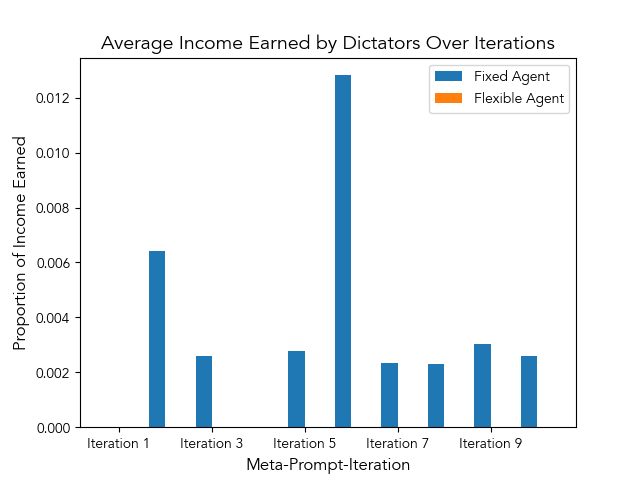 Average Income Earned by Dictators Over Iterations
Fixed Agent
Flexible Agent
0.012
0.010
0.008
0.006
0.004
0.002
0.000
Proportion of Income Earned
Iteration 1 Iteration 3 Iteration 5 Iteration 7 Iteration 9
Meta-Prompt-Iteration